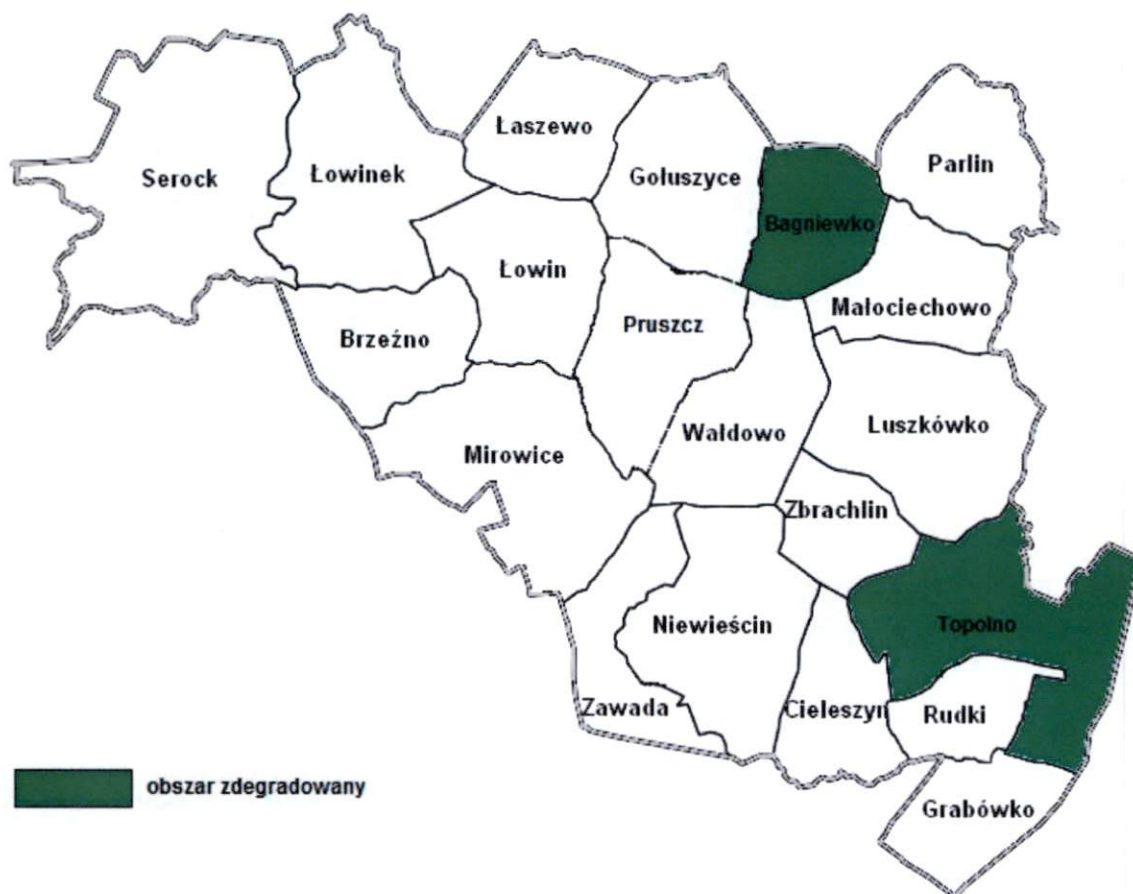 Łaszewo
Parlin
Serock
Łowinek
Gołuszyce
Bagniewko
Łowin
Małociechowo
Brzeźno
Pruszcz
Wałdowo
Luszkówko
Mirowice
Zbrachlin
Niewieścin
Topolno
Zawada
Cieleszyn
Rudki
obszar zdegradowany
Grabówko